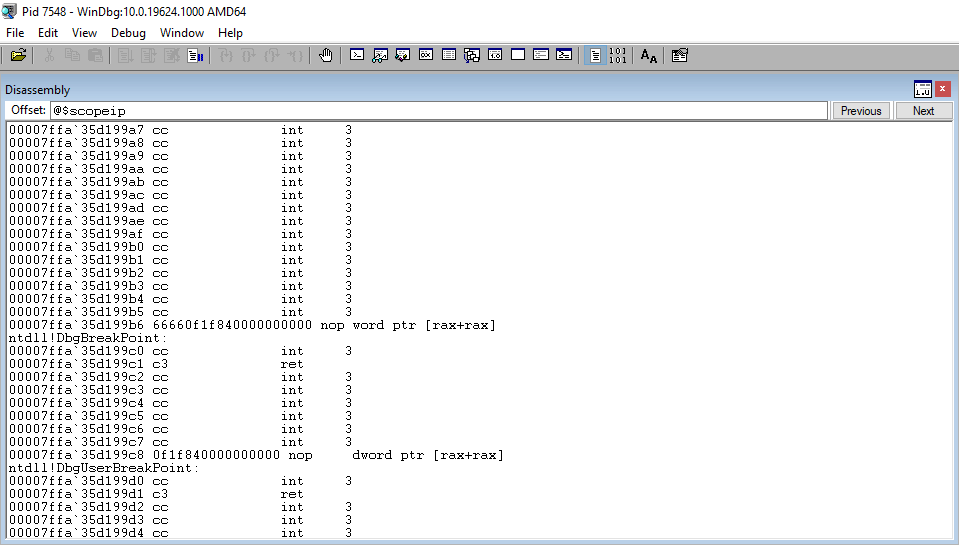 Pid 7548 - WinDbg:10.0.19624.1000 AMD64
File Edit View Debug Window Help
Disassembly
Offset: @$scopeip Previous Next
00007ffa`35d199a7 cc int 3
00007ffa`35d199a8 cc int 3
00007ffa`35d199a9 cc int 3
00007ffa`35d199aa cc int 3
00007ffa`35d199ab cc int 3
00007ffa`35d199ac cc int 3
00007ffa`35d199ad cc int 3
00007ffa`35d199ae cc int 3
00007ffa`35d199af cc int 3
00007ffa`35d199b0 cc int 3
00007ffa`35d199b1 cc int 3
00007ffa`35d199b2 cc int 3
00007ffa`35d199b3 cc int 3
00007ffa`35d199b4 cc int 3
00007ffa`35d199b5 cc int 3
00007ffa`35d199b6 66660f1f840000000000 nop word ptr [rax+rax]
ntdll!DbgBreakPoint:
00007ffa`35d199c0 cc int 3
00007ffa`35d199c1 c3 ret
00007ffa`35d199c2 cc int 3
00007ffa`35d199c3 cc int 3
00007ffa`35d199c4 cc int 3
00007ffa`35d199c5 cc int 3
00007ffa`35d199c6 cc int 3
00007ffa`35d199c7 cc int 3
00007ffa`35d199c8 0f1f840000000000 nop dword ptr [rax+rax]
ntdll!DbgUserBreakPoint:
00007ffa`35d199d0 cc int 3
00007ffa`35d199d1 c3 ret
00007ffa`35d199d2 cc int 3
00007ffa`35d199d3 cc int 3
00007ffa`35d199d4 cc int 3